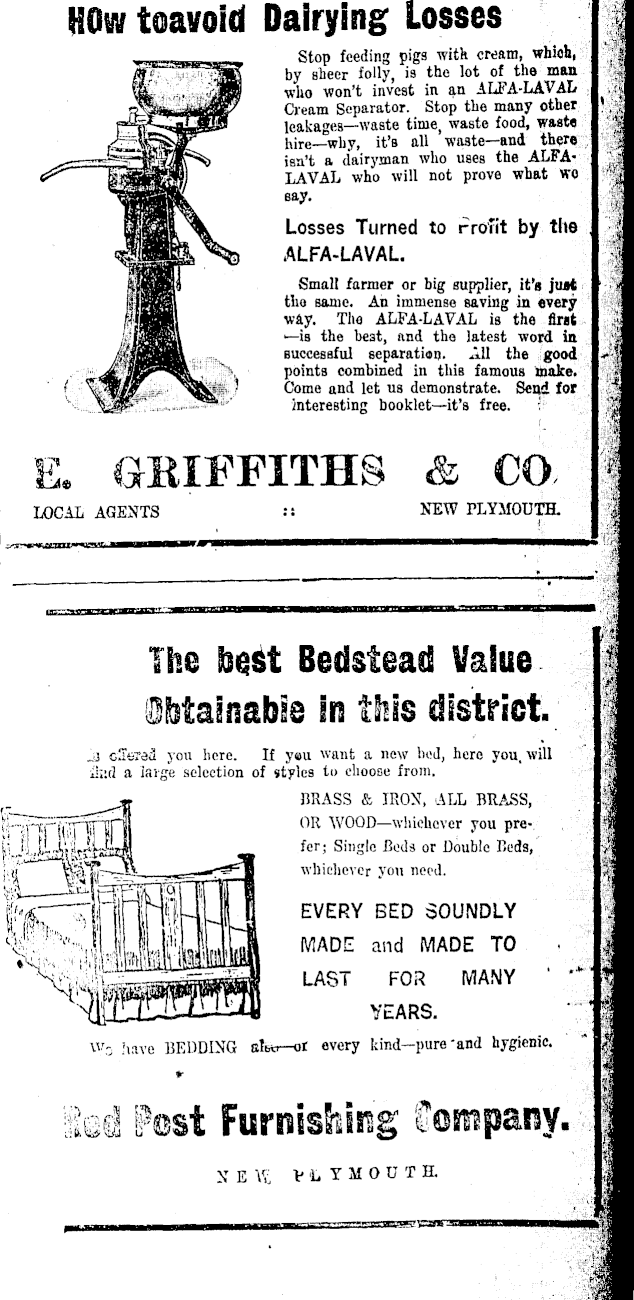 HOw toavoid Dairying Losses
Stop feeding pigs with cream, which,
by sheer folly, is the lot of the man
who won't invest in an ALFA-LAVAL
Cream Separator. Stop the many other
leakages—waste time, waste food, waste
hire—why, it's all waste—and there
isn't a dairyman who uses the ALFA-
LAVAL who will not prove what we
say.
Losses Turned to Profit by the
ALFA-LAVAL.
Small farmer or big supplier, it's just
the same. An immense saving in every
way. The ALFA-LAVAL is the first
—is the best, and the latest word in
successful separation. All the good
points combined in this famous make.
Come and let us demonstrate. Send for
interesting booklet—it's free.
E. GRIFFITHS & CO.
LOCAL AGENTS :: NEW PLYMOUTH.
The best Bedstead Value
Obtainable in this district.
is offered you here. If you want a new bed, here you will
find a large selection of styles to choose from.
BRASS & IRON, ALL BRASS,
OR WOOD—whichever you pre-
fer; Single Beds or Double Beds,
whichever you need.
EVERY BED SOUNDLY
MADE and MADE TO
LAST FOR MANY
YEARS.
We have BEDDING also—or every kind—pure and hygienic.
Red Post Furnishing Company.
NEW PLYMOUTH.